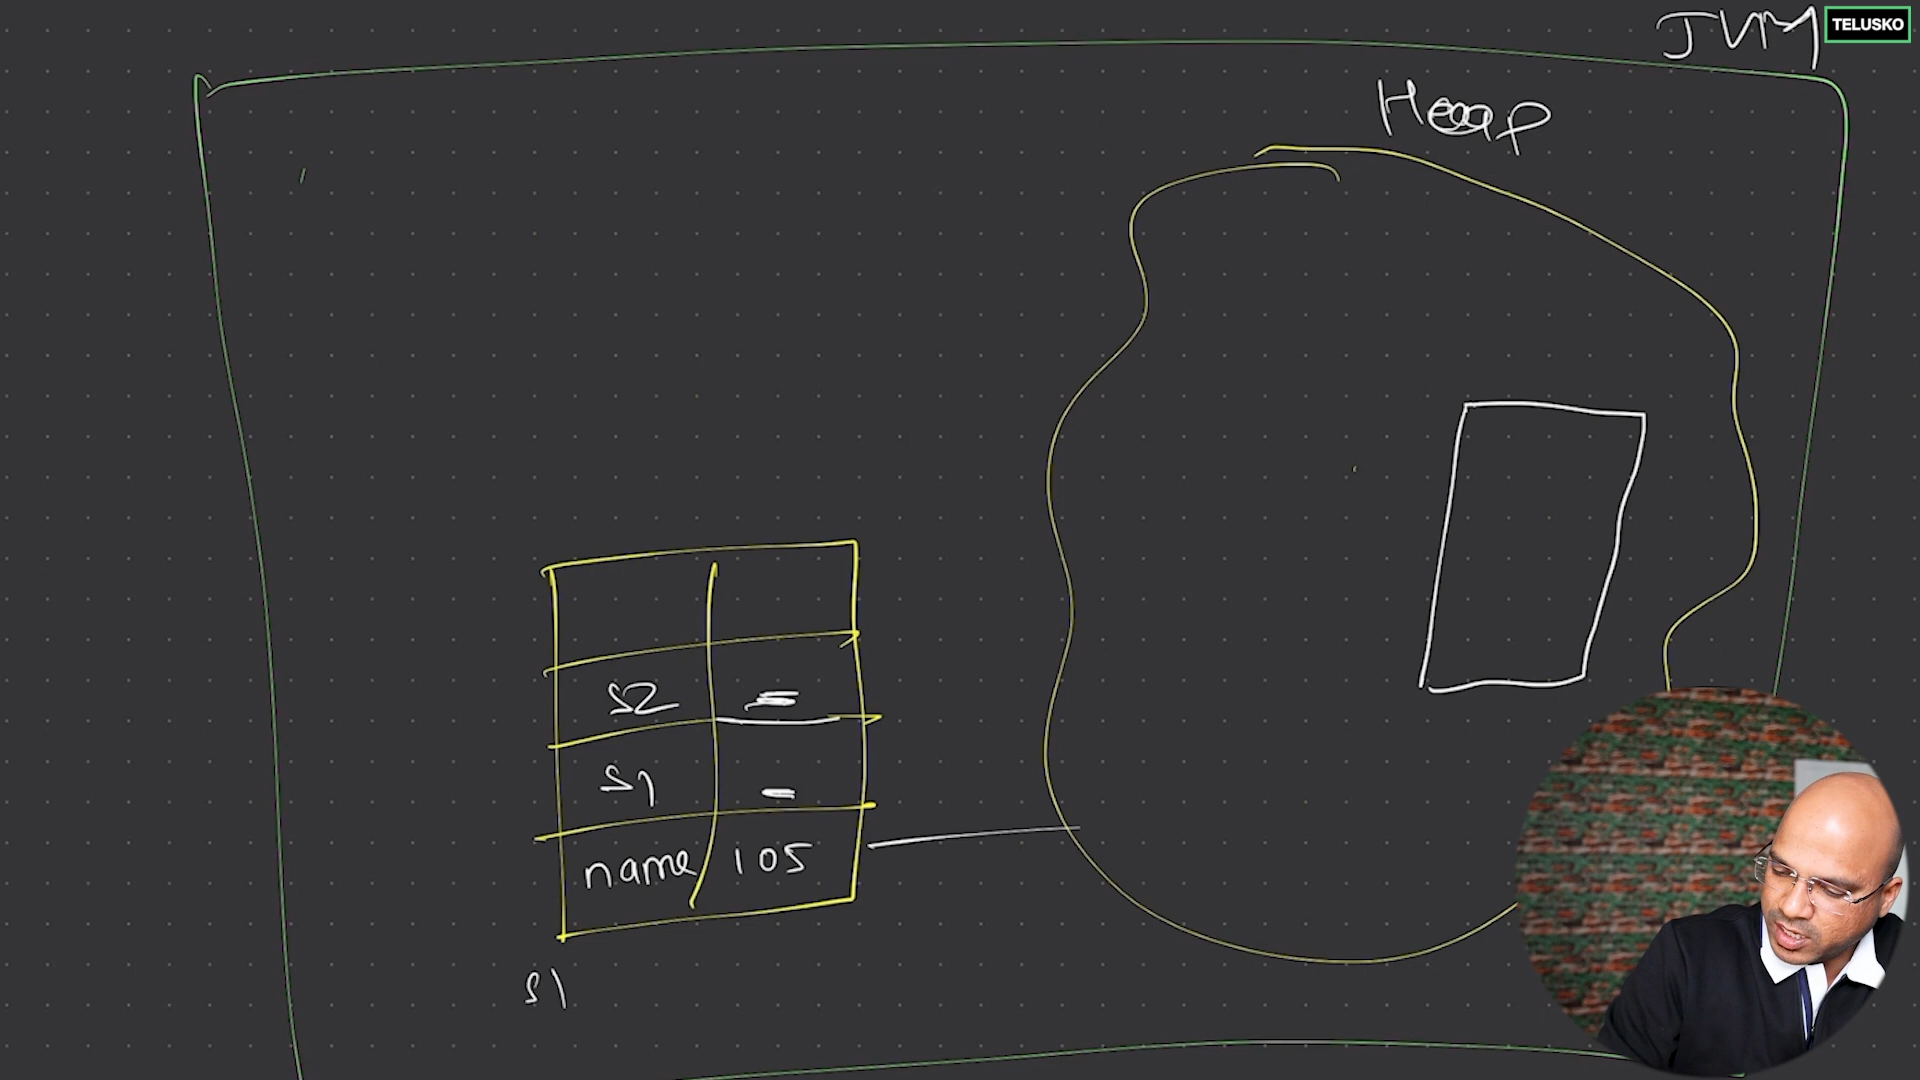 JVM
TELUSKO
Heap
S2
S1
name 105
S1